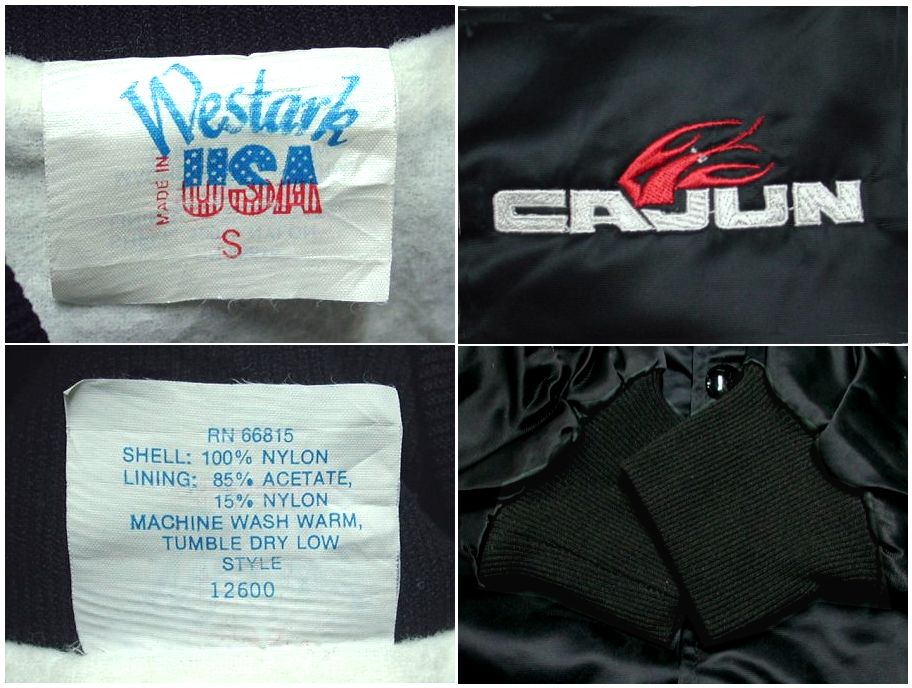 Westark
MADE IN
USA
S
CAJUN
RN 66815
SHELL: 100% NYLON
LINING: 85% ACETATE,
15% NYLON
MACHINE WASH WARM,
TUMBLE DRY LOW
STYLE
12600